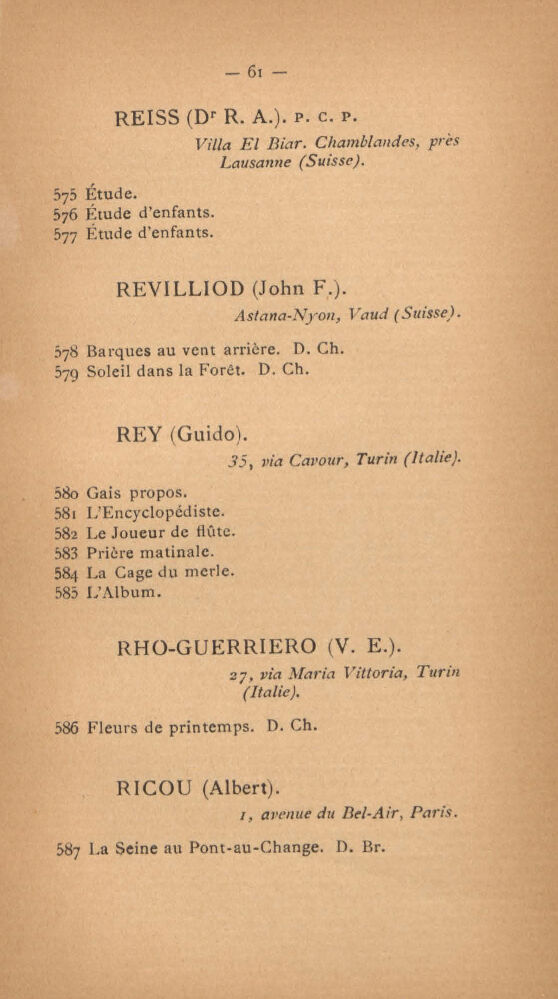 — 61 —
REISS (Dʳ R. A.). P. C. P.
Villa El Biar. Chamblandes, près
Lausanne (Suisse).
575 Étude.
576 Étude d'enfants.
577 Étude d'enfants.
REVILLIOD (John F.).
Astana-Nyon, Vaud (Suisse).
578 Barques au vent arrière. D. Ch.
579 Soleil dans la Forêt. D. Ch.
REY (Guido).
35, via Cavour, Turin (Italie).
580 Gais propos.
581 L'Encyclopédiste.
582 Le Joueur de flûte.
583 Prière matinale.
584 La Cage du merle.
585 L'Album.
RHO-GUERRIERO (V. E.).
27, via Maria Vittoria, Turin
(Italie).
586 Fleurs de printemps. D. Ch.
RICOU (Albert).
1, avenue du Bel-Air, Paris.
587 La Seine au Pont-au-Change. D. Br.